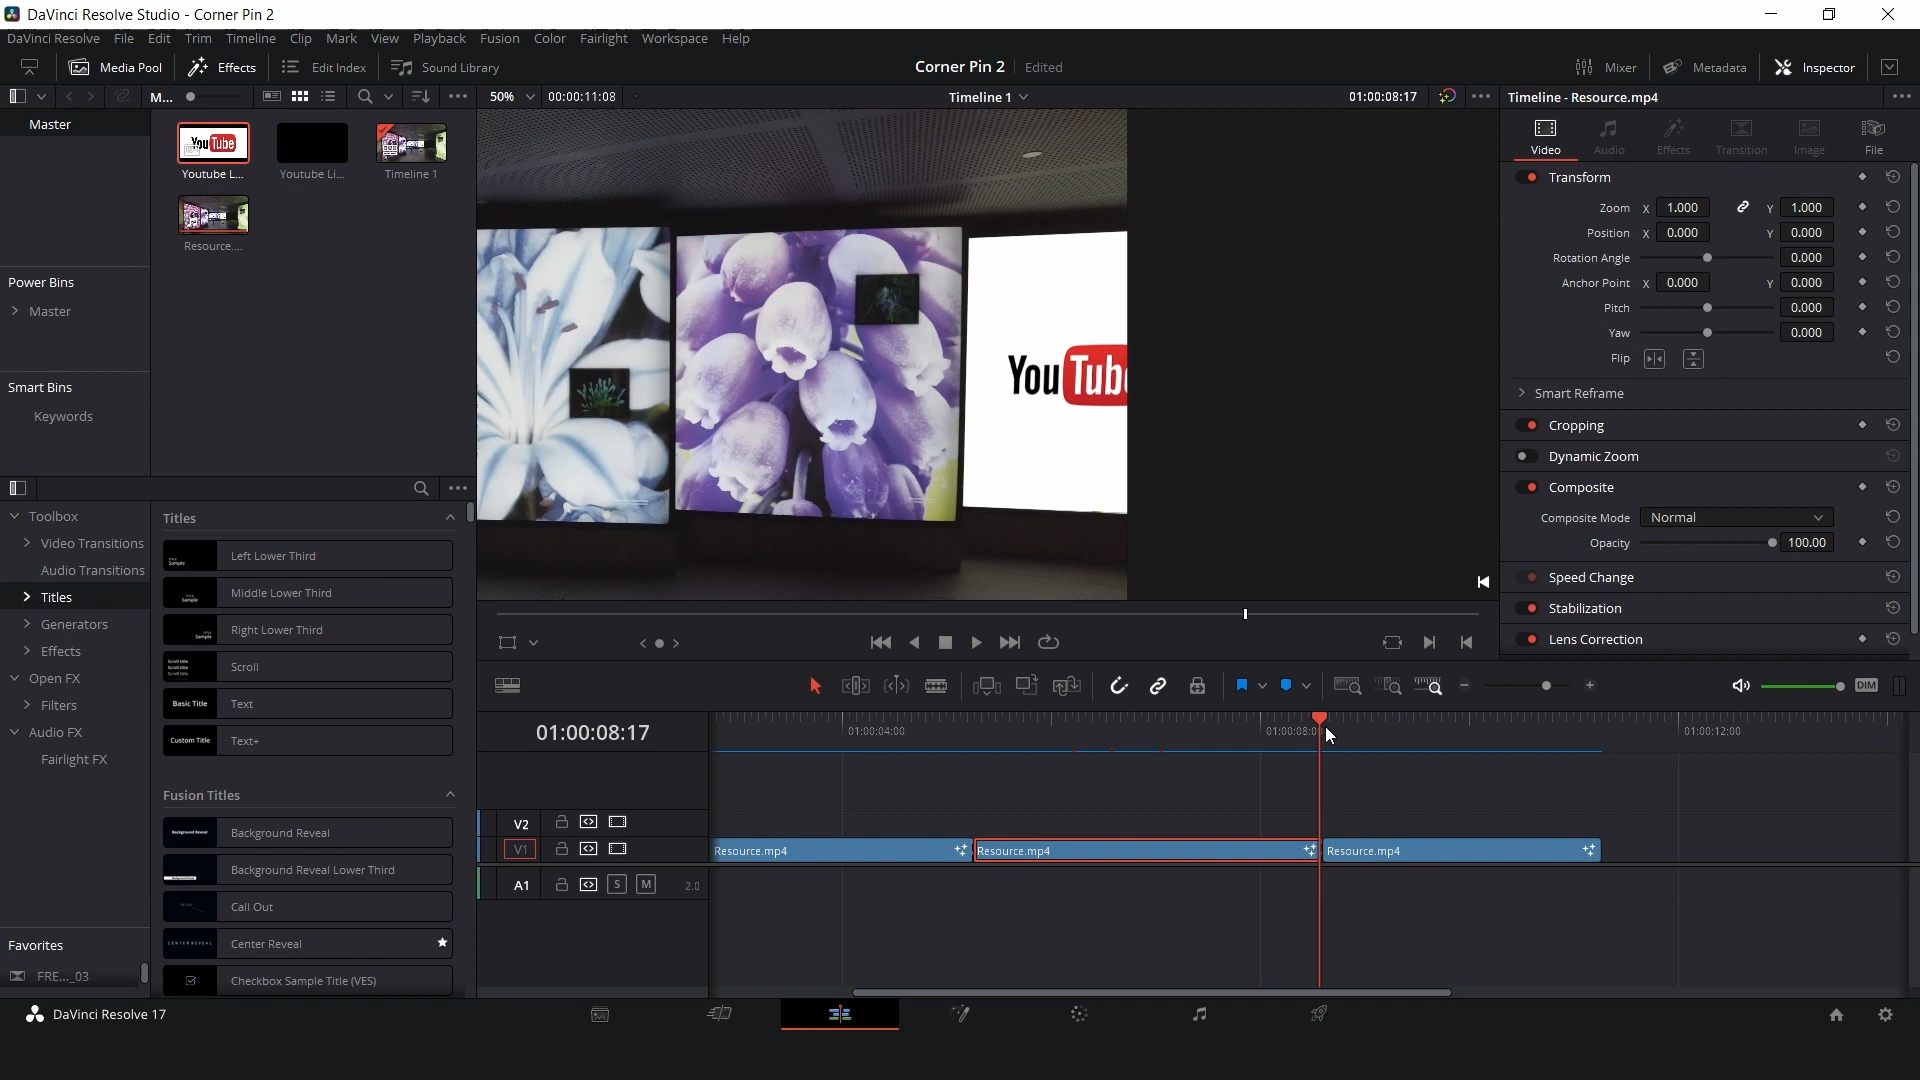 DaVinci Resolve Studio - Corner Pin 2
DaVinci Resolve File Edit Trim Timeline Clip Mark View Playback Fusion Color Fairlight Workspace Help
Media Pool Effects Edit Index Sound Library Corner Pin 2 Edited Mixer Metadata Inspector
M... 50% 00:00:11:08 Timeline 1 01:00:08:17 Timeline - Resource.mp4
Master
Youtube L... Youtube Li... Timeline 1
Resource....
Power Bins
Master
Smart Bins
Keywords
YouTube
You Tube
Video Audio Effects Transition Image File
Transform
Zoom X 1.000 Y 1.000
Position X 0.000 Y 0.000
Rotation Angle 0.000
Anchor Point X 0.000 Y 0.000
Pitch 0.000
Yaw 0.000
Flip
Smart Reframe
Cropping
Dynamic Zoom
Composite
Composite Mode Normal
Opacity 100.00
Speed Change
Stabilization
Lens Correction
Toolbox
Video Transitions
Audio Transitions
Titles
Generators
Effects
Open FX
Filters
Audio FX
Fairlight FX
Favorites
FRE..._03
Titles
Left Lower Third
Middle Lower Third
Right Lower Third
Scroll
Basic Title Text
Custom Title Text+
Fusion Titles
Background Reveal
Background Reveal Lower Third
Call Out
Center Reveal
Checkbox Sample Title (VES)
DIM
01:00:08:17 01:00:04:00 01:00:08:0 01:00:12:00
V2
V1 Resource.mp4 Resource.mp4 Resource.mp4
A1 S M 2.0
DaVinci Resolve 17